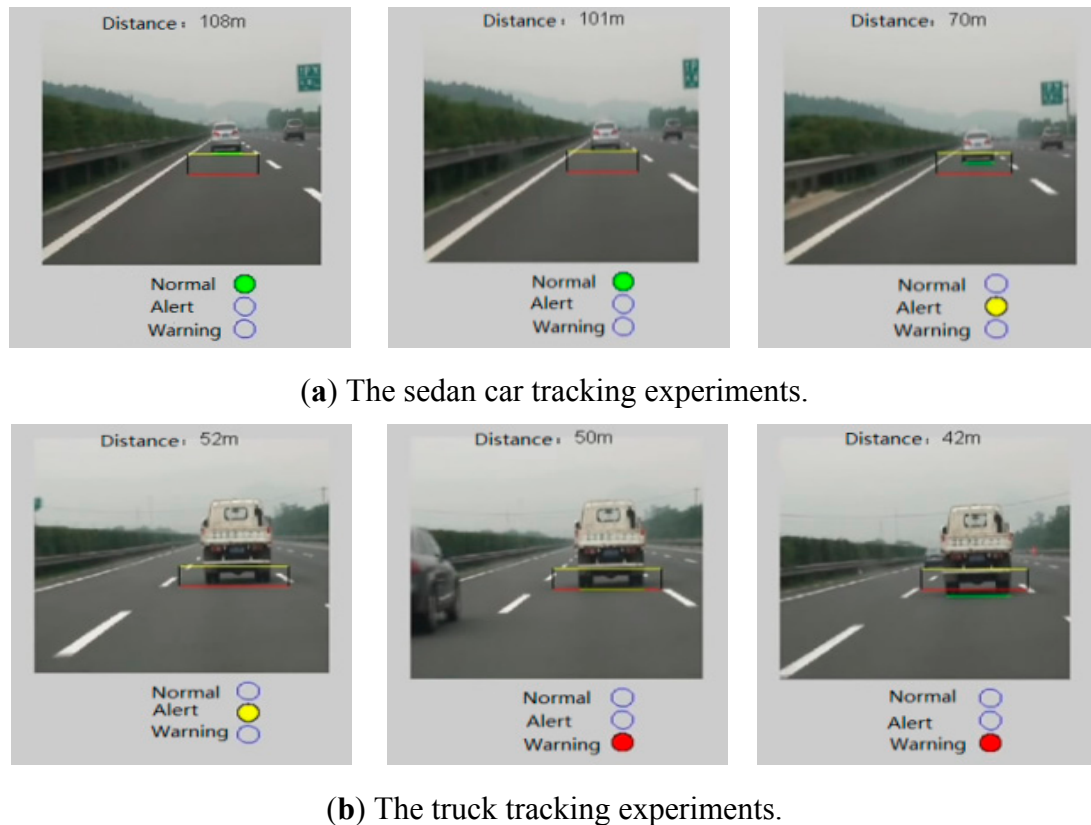 Distance： 108m
Distance： 101m
Distance： 70m
Normal
Alert
Warning
Normal
Alert
Warning
Normal
Alert
Warning
(a) The sedan car tracking experiments.
Distance： 52m
Distance： 50m
Distance： 42m
Normal
Alert
Warning
Normal
Alert
Warning
Normal
Alert
Warning
(b) The truck tracking experiments.